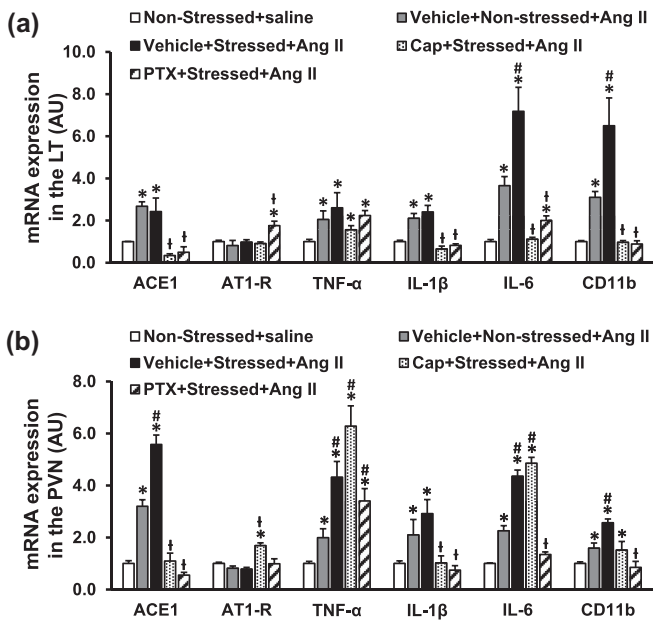 (a)
Non-Stressed+saline
Vehicle+Non-stressed+Ang II
Vehicle+Stressed+Ang II
Cap+Stressed+Ang II
PTX+Stressed+Ang II
mRNA expression
in the LT (AU)
10.0
8.0
6.0
4.0
2.0
0.0
* * ƚ ƚ
ƚ *
* * * *
* * ƚ ƚ
* # * ƚ ƚ *
* # * ƚ ƚ
ACE1 AT1-R TNF-α IL-1β IL-6 CD11b
(b)
Non-Stressed+saline
Vehicle+Non-stressed+Ang II
Vehicle+Stressed+Ang II
Cap+Stressed+Ang II
PTX+Stressed+Ang II
mRNA expression
in the PVN (AU)
8.0
6.0
4.0
2.0
0.0
* # * ƚ ƚ
ƚ *
* # * # * # *
* * ƚ ƚ
* # * # * ƚ
* # * * ƚ
ACE1 AT1-R TNF-α IL-1β IL-6 CD11b